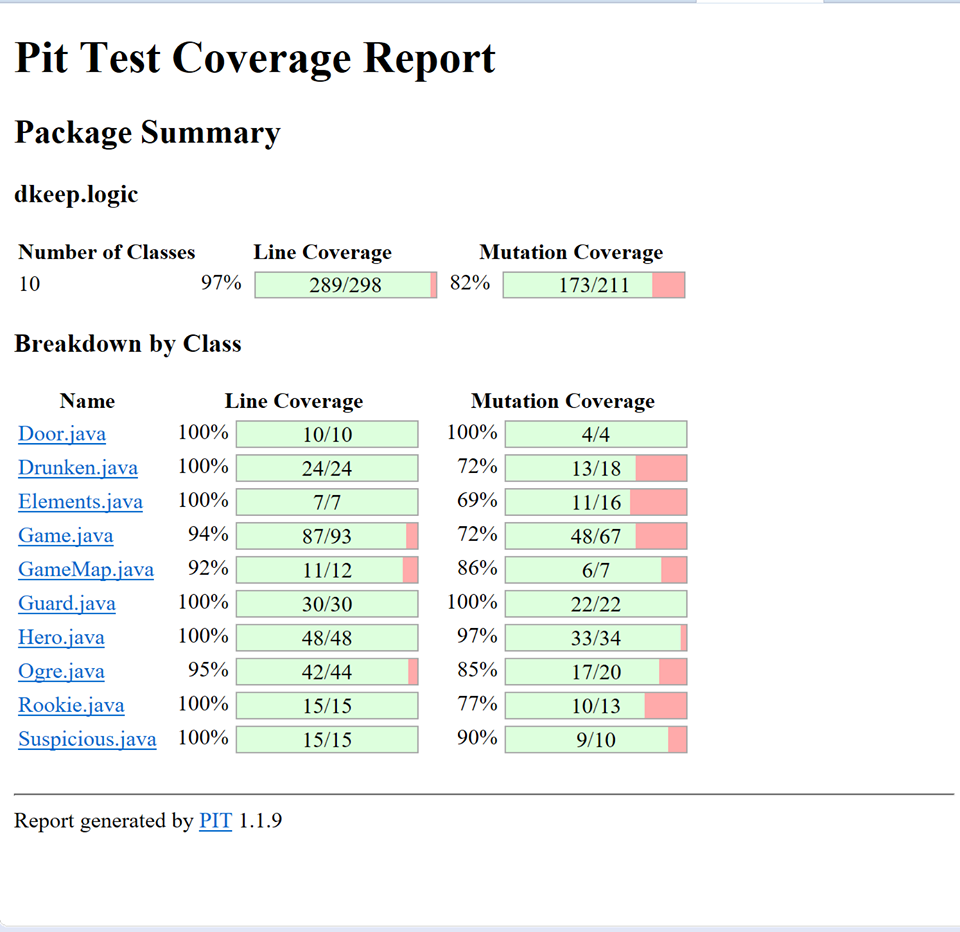 Pit Test Coverage Report
Package Summary
dkeep.logic
Number of Classes Line Coverage Mutation Coverage
10 97% 289/298 82% 173/211
Breakdown by Class
Name Line Coverage Mutation Coverage
Door.java 100% 10/10 100% 4/4
Drunken.java 100% 24/24 72% 13/18
Elements.java 100% 7/7 69% 11/16
Game.java 94% 87/93 72% 48/67
GameMap.java 92% 11/12 86% 6/7
Guard.java 100% 30/30 100% 22/22
Hero.java 100% 48/48 97% 33/34
Ogre.java 95% 42/44 85% 17/20
Rookie.java 100% 15/15 77% 10/13
Suspicious.java 100% 15/15 90% 9/10
Report generated by PIT 1.1.9